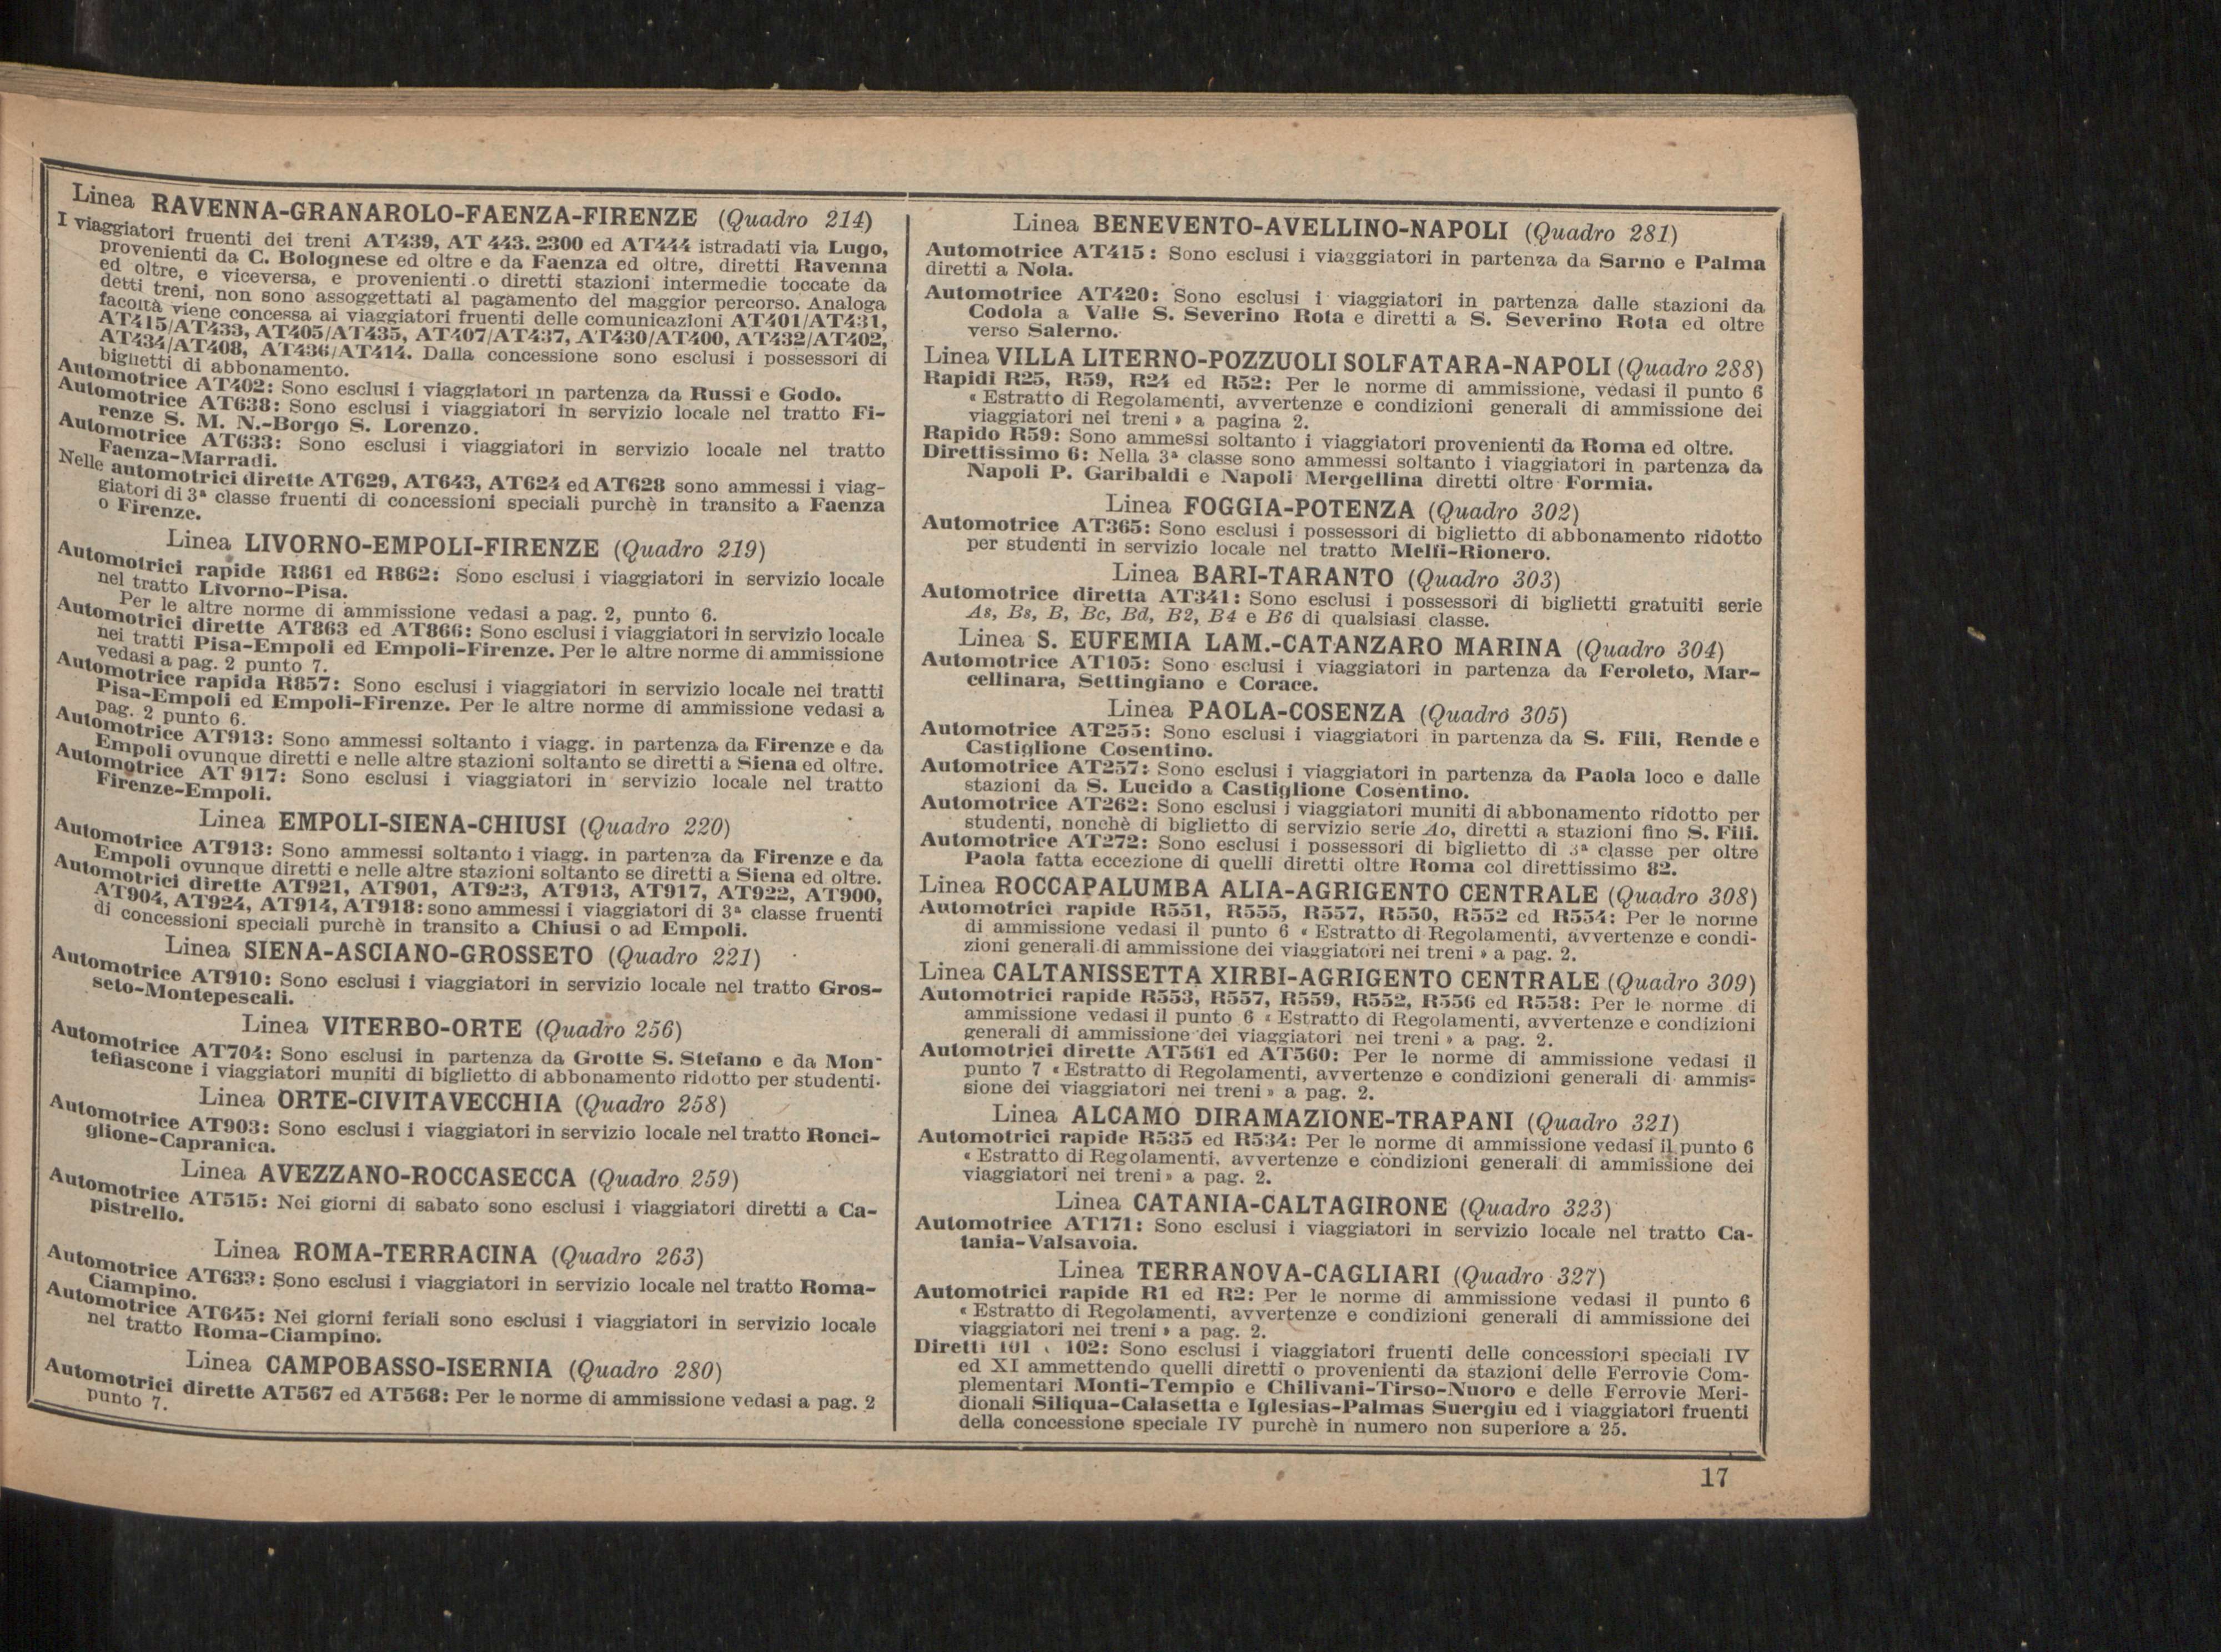 Linea RAVENNA-GRANAROLO-FAENZA-FIRENZE (Quadro 214)
I viaggiatori fruenti dei treni AT439, AT 443. 2300 ed AT444 istradati via Lugo,
provenienti da C. Bolognese ed oltre e da Faenza ed oltre, diretti Ravenna
ed oltre, e viceversa, e provenienti o diretti stazioni intermedie toccate da
detti treni, non sono assoggettati al pagamento del maggior percorso. Analoga
facoltà viene concessa ai viaggiatori fruenti delle comunicazioni AT401/AT431,
AT415/AT433, AT405/AT435, AT407/AT437, AT430/AT400, AT432/AT402,
AT434/AT408, AT436/AT414. Dalla concessione sono esclusi i possessori di
biglietti di abbonamento.
Automotrice AT402: Sono esclusi i viaggiatori in partenza da Russi e Godo.
Automotrice AT638: Sono esclusi i viaggiatori in servizio locale nel tratto Fi-
renze S. M. N.-Borgo S. Lorenzo.
Automotrice AT633: Sono esclusi i viaggiatori in servizio locale nel tratto
Faenza-Marradi.
Nelle automotrici dirette AT629, AT643, AT624 ed AT628 sono ammessi i viag-
giatori di 3ª classe fruenti di concessioni speciali purchè in transito a Faenza
o Firenze.
Linea LIVORNO-EMPOLI-FIRENZE (Quadro 219)
Automotrici rapide R861 ed R862: Sono esclusi i viaggiatori in servizio locale
nel tratto Livorno-Pisa.
Per le altre norme di ammissione vedasi a pag. 2, punto 6.
Automotrici dirette AT863 ed AT866: Sono esclusi i viaggiatori in servizio locale
nei tratti Pisa-Empoli ed Empoli-Firenze. Per le altre norme di ammissione
vedasi a pag. 2 punto 7.
Automotrice rapida R857: Sono esclusi i viaggiatori in servizio locale nei tratti
Pisa-Empoli ed Empoli-Firenze. Per le altre norme di ammissione vedasi a
pag. 2 punto 6.
Automotrice AT913: Sono ammessi soltanto i viagg. in partenza da Firenze e da
Empoli ovunque diretti e nelle altre stazioni soltanto se diretti a Siena ed oltre.
Automotrice AT 917: Sono esclusi i viaggiatori in servizio locale nel tratto
Firenze-Empoli.
Linea EMPOLI-SIENA-CHIUSI (Quadro 220)
Automotrice AT913: Sono ammessi soltanto i viagg. in partenza da Firenze e da
Empoli ovunque diretti e nelle altre stazioni soltanto se diretti a Siena ed oltre.
Automotrici dirette AT921, AT901, AT923, AT913, AT917, AT922, AT900,
AT904, AT924, AT914, AT918: sono ammessi i viaggiatori di 3ª classe fruenti
di concessioni speciali purchè in transito a Chiusi o ad Empoli.
Linea SIENA-ASCIANO-GROSSETO (Quadro 221)
Automotrice AT910: Sono esclusi i viaggiatori in servizio locale nel tratto Gros-
seto-Montepescali.
Linea VITERBO-ORTE (Quadro 256)
Automotrice AT704: Sono esclusi in partenza da Grotte S. Stefano e da Mon-
tefiascone i viaggiatori muniti di biglietto di abbonamento ridotto per studenti.
Linea ORTE-CIVITAVECCHIA (Quadro 258)
Automotrice AT903: Sono esclusi i viaggiatori in servizio locale nel tratto Ronci-
glione-Capranica.
Linea AVEZZANO-ROCCASECCA (Quadro 259)
Automotrice AT515: Nei giorni di sabato sono esclusi i viaggiatori diretti a Ca-
pistrello.
Linea ROMA-TERRACINA (Quadro 263)
Automotrice AT633: Sono esclusi i viaggiatori in servizio locale nel tratto Roma-
Ciampino.
Automotrice AT645: Nei giorni feriali sono esclusi i viaggiatori in servizio locale
nel tratto Roma-Ciampino.
Linea CAMPOBASSO-ISERNIA (Quadro 280)
Automotrici dirette AT567 ed AT568: Per le norme di ammissione vedasi a pag. 2
punto 7.
Linea BENEVENTO-AVELLINO-NAPOLI (Quadro 281)
Automotrice AT415: Sono esclusi i viagggiatori in partenza da Sarno e Palma
diretti a Nola.
Automotrice AT420: Sono esclusi i viaggiatori in partenza dalle stazioni da
Codola a Valle S. Severino Rota e diretti a S. Severino Rota ed oltre
verso Salerno.
Linea VILLA LITERNO-POZZUOLI SOLFATARA-NAPOLI (Quadro 288)
Rapidi R25, R59, R24 ed R52: Per le norme di ammissione, vedasi il punto 6
« Estratto di Regolamenti, avvertenze e condizioni generali di ammissione dei
viaggiatori nei treni » a pagina 2.
Rapido R59: Sono ammessi soltanto i viaggiatori provenienti da Roma ed oltre.
Direttissimo 6: Nella 3ª classe sono ammessi soltanto i viaggiatori in partenza da
Napoli P. Garibaldi e Napoli Mergellina diretti oltre Formia.
Linea FOGGIA-POTENZA (Quadro 302)
Automotrice AT365: Sono esclusi i possessori di biglietto di abbonamento ridotto
per studenti in servizio locale nel tratto Melfi-Rionero.
Linea BARI-TARANTO (Quadro 303)
Automotrice diretta AT341: Sono esclusi i possessori di biglietti gratuiti serie
As, Bs, B, Bc, Bd, B2, B4 e B6 di qualsiasi classe.
Linea S. EUFEMIA LAM.-CATANZARO MARINA (Quadro 304)
Automotrice AT105: Sono esclusi i viaggiatori in partenza da Feroleto, Mar-
cellinara, Settingiano e Corace.
Linea PAOLA-COSENZA (Quadro 305)
Automotrice AT255: Sono esclusi i viaggiatori in partenza da S. Fili, Rende e
Castiglione Cosentino.
Automotrice AT257: Sono esclusi i viaggiatori in partenza da Paola loco e dalle
stazioni da S. Lucido a Castiglione Cosentino.
Automotrice AT262: Sono esclusi i viaggiatori muniti di abbonamento ridotto per
studenti, nonchè di biglietto di servizio serie Ao, diretti a stazioni fino S. Fili.
Automotrice AT272: Sono esclusi i possessori di biglietto di 3ª classe per oltre
Paola fatta eccezione di quelli diretti oltre Roma col direttissimo 82.
Linea ROCCAPALUMBA ALIA-AGRIGENTO CENTRALE (Quadro 308)
Automotrici rapide R551, R555, R557, R550, R552 ed R554: Per le norme
di ammissione vedasi il punto 6 « Estratto di Regolamenti, avvertenze e condi-
zioni generali di ammissione dei viaggiatori nei treni » a pag. 2.
Linea CALTANISSETTA XIRBI-AGRIGENTO CENTRALE (Quadro 309)
Automotrici rapide R553, R557, R559, R552, R556 ed R558: Per le norme di
ammissione vedasi il punto 6 « Estratto di Regolamenti, avvertenze e condizioni
generali di ammissione dei viaggiatori nei treni » a pag. 2.
Automotrici dirette AT561 ed AT560: Per le norme di ammissione vedasi il
punto 7 « Estratto di Regolamenti, avvertenze e condizioni generali di ammis-
sione dei viaggiatori nei treni » a pag. 2.
Linea ALCAMO DIRAMAZIONE-TRAPANI (Quadro 321)
Automotrici rapide R535 ed R534: Per le norme di ammissione vedasi il punto 6
« Estratto di Regolamenti, avvertenze e condizioni generali di ammissione dei
viaggiatori nei treni » a pag. 2.
Linea CATANIA-CALTAGIRONE (Quadro 323)
Automotrice AT171: Sono esclusi i viaggiatori in servizio locale nel tratto Ca-
tania-Valsavoia.
Linea TERRANOVA-CAGLIARI (Quadro 327)
Automotrici rapide R1 ed R2: Per le norme di ammissione vedasi il punto 6
« Estratto di Regolamenti, avvertenze e condizioni generali di ammissione dei
viaggiatori nei treni » a pag. 2.
Diretti 101 102: Sono esclusi i viaggiatori fruenti delle concessioni speciali IV
ed XI ammettendo quelli diretti o provenienti da stazioni delle Ferrovie Com-
plementari Monti-Tempio e Chilivani-Tirso-Nuoro e delle Ferrovie Meri-
dionali Siliqua-Calasetta e Iglesias-Palmas Suergiu ed i viaggiatori fruenti
della concessione speciale IV purchè in numero non superiore a 25.
17